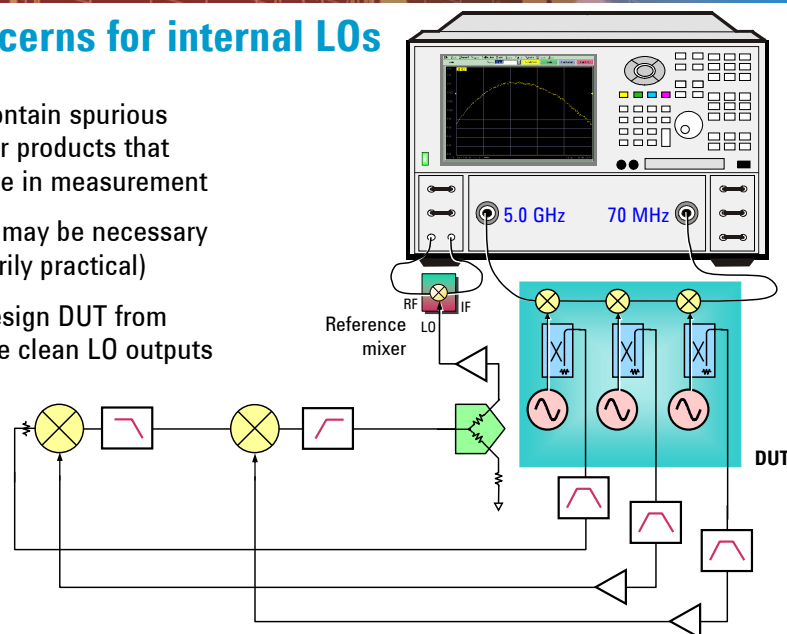 cerns for internal LOs
ontain spurious
r products that
e in measurement
may be necessary
rily practical)
esign DUT from
e clean LO outputs
5.0 GHz
70 MHz
RF
IF
LO
Reference
mixer
DUT